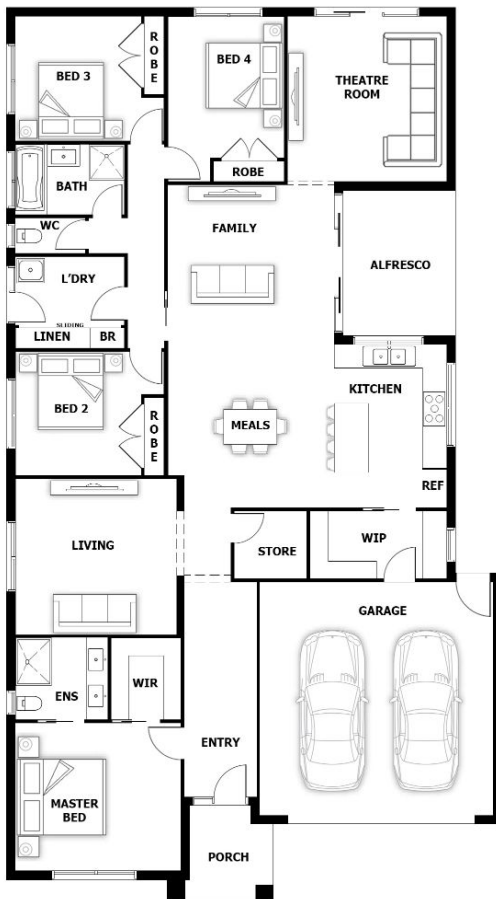 BED 3
ROBE
BED 4
ROBE
THEATRE
ROOM
BATH
WC
FAMILY
ALFRESCO
L'DRY
SLIDING
LINEN
BR
BED 2
ROBE
KITCHEN
MEALS
REF
LIVING
STORE
WIP
GARAGE
ENS
WIR
ENTRY
MASTER
BED
PORCH